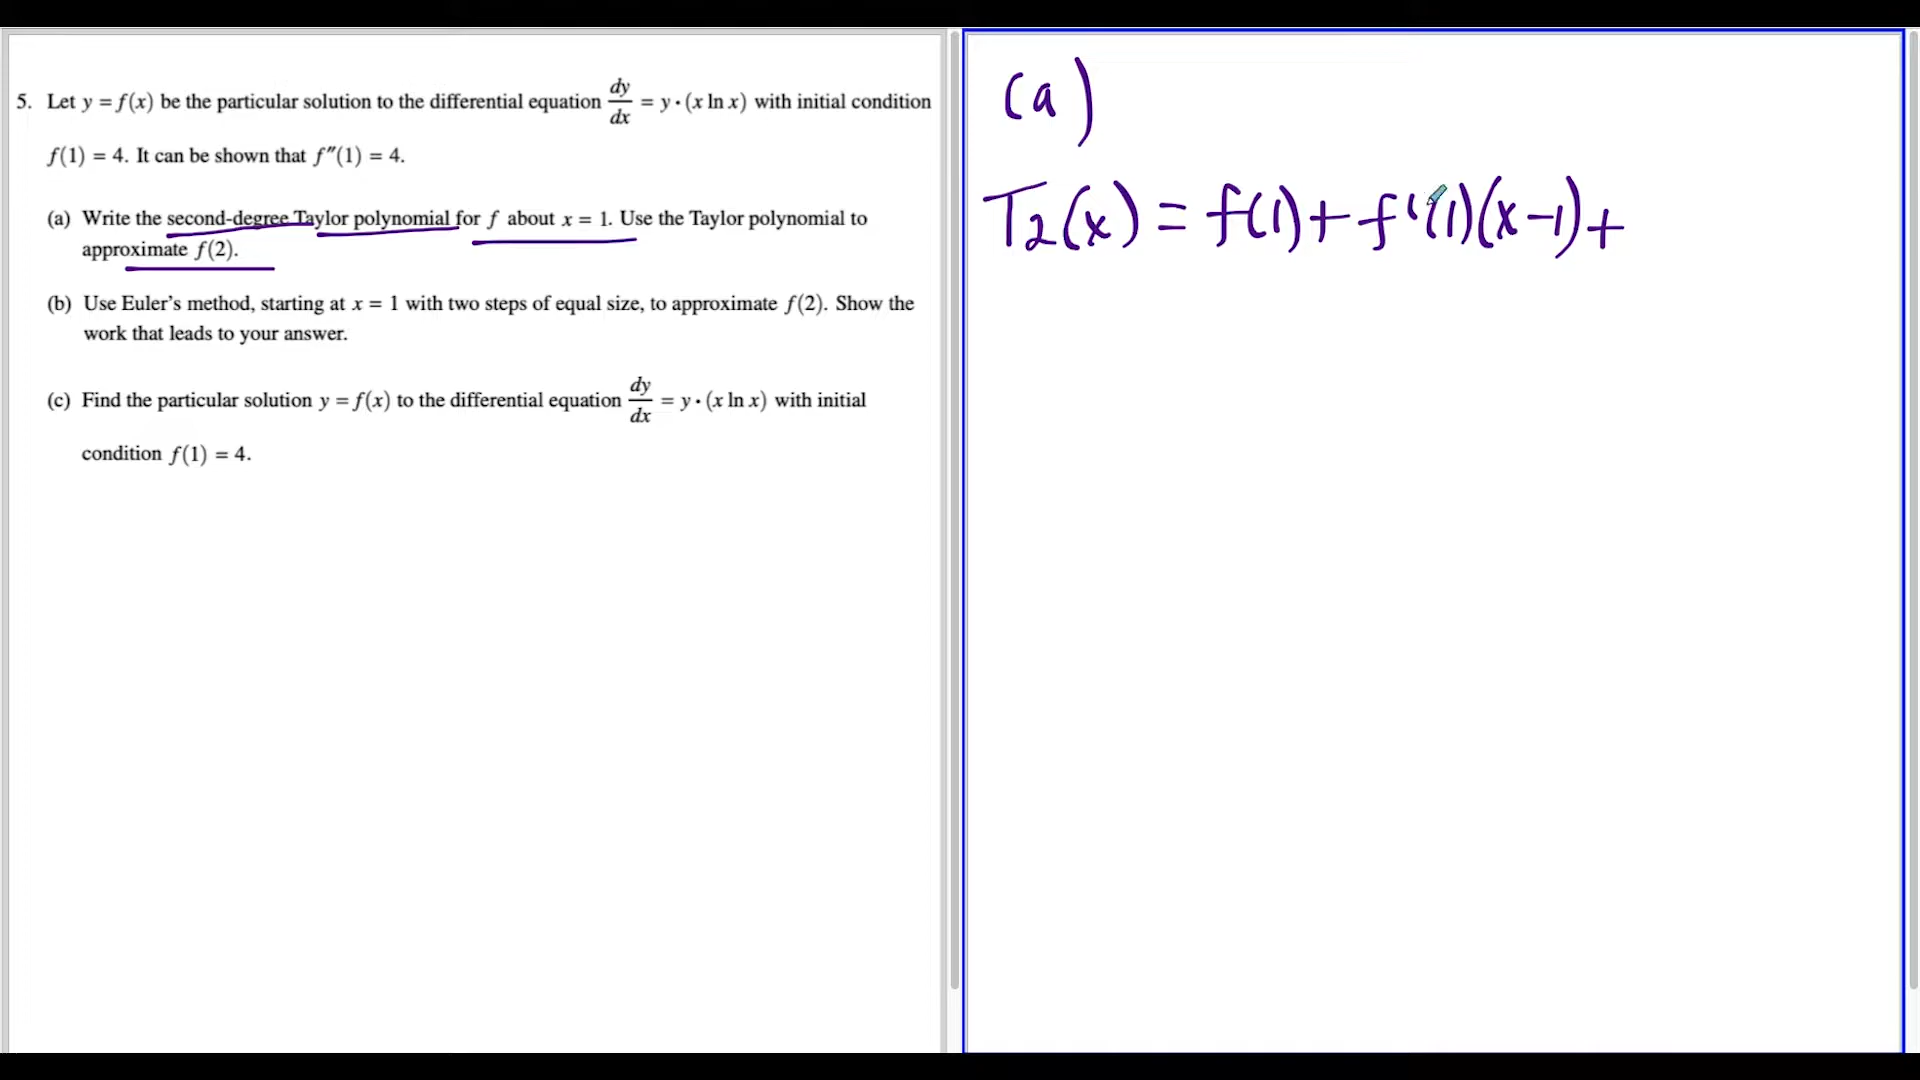 5. Let y = f(x) be the particular solution to the differential equation dy/dx = y · (x ln x) with initial condition
f(1) = 4. It can be shown that f″(1) = 4.
(a) Write the second-degree Taylor polynomial for f about x = 1. Use the Taylor polynomial to
approximate f(2).
(b) Use Euler’s method, starting at x = 1 with two steps of equal size, to approximate f(2). Show the
work that leads to your answer.
(c) Find the particular solution y = f(x) to the differential equation dy/dx = y · (x ln x) with initial
condition f(1) = 4.
(a)
T₂(x) = f(1) + f'(1)(x-1) +